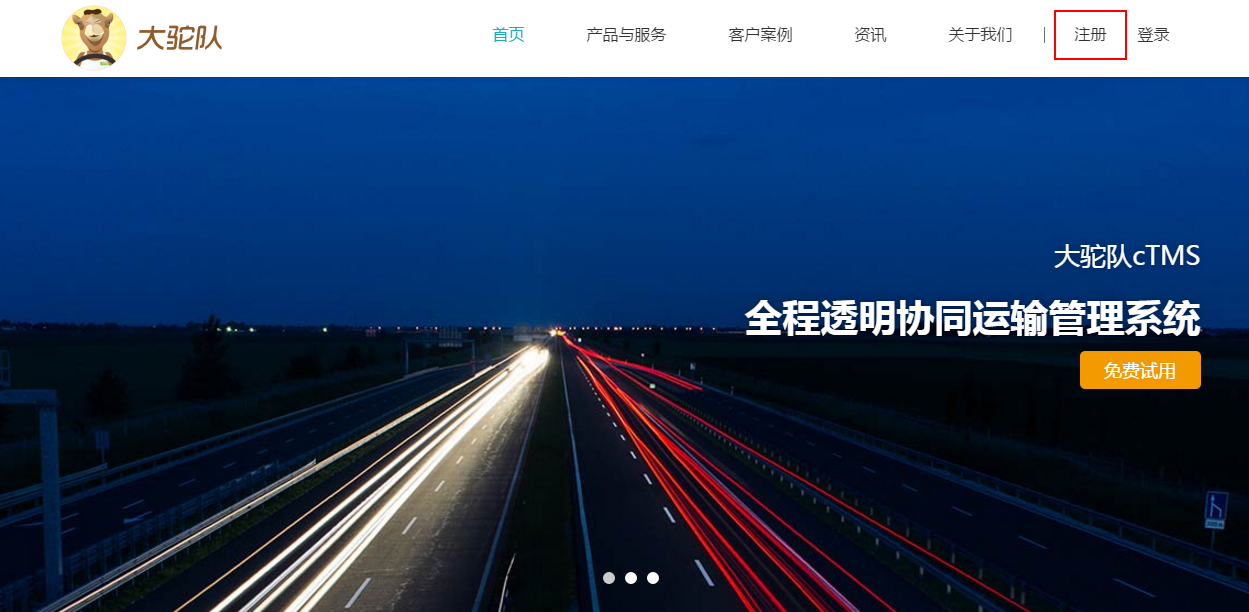 大驼队
首页 产品与服务 客户案例 资讯 关于我们 | 注册 登录
大驼队cTMS
全程透明协同运输管理系统
免费试用